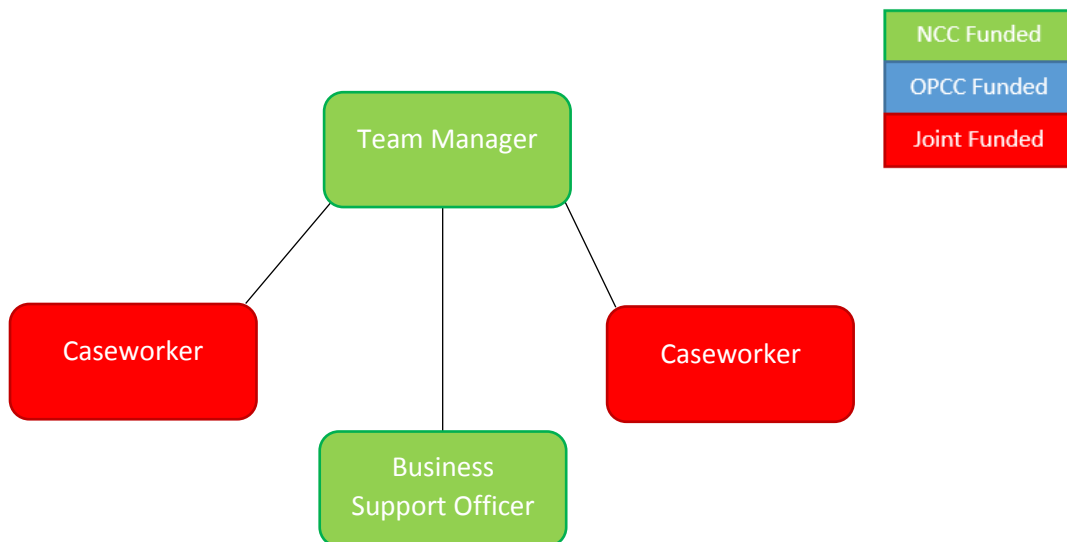 NCC Funded
OPCC Funded
Joint Funded
Team Manager
Caseworker
Caseworker
Business
Support Officer